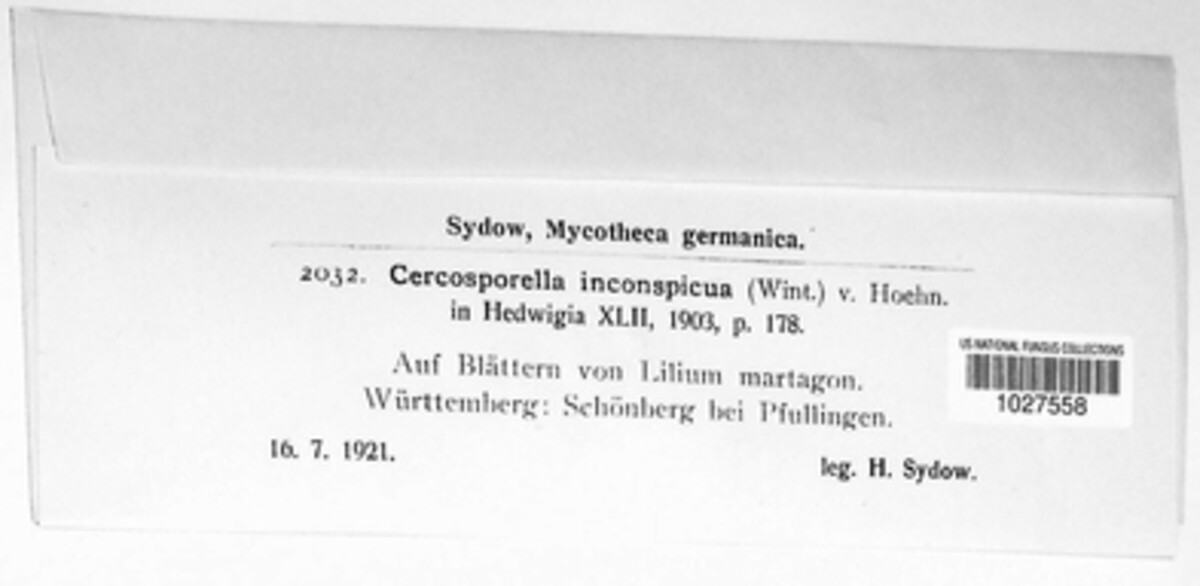 Sydow, Mycotheca germanica.
2032. Cercosporella inconspicua (Wint.) v. Hoehn.
in Hedwigia XLII, 1903, p. 178.
Auf Blättern von Lilium martagon.
Württemberg: Schönberg bei Pfullingen.
16. 7. 1921.
leg. H. Sydow.
US NATIONAL FUNGUS COLLECTIONS
1027558